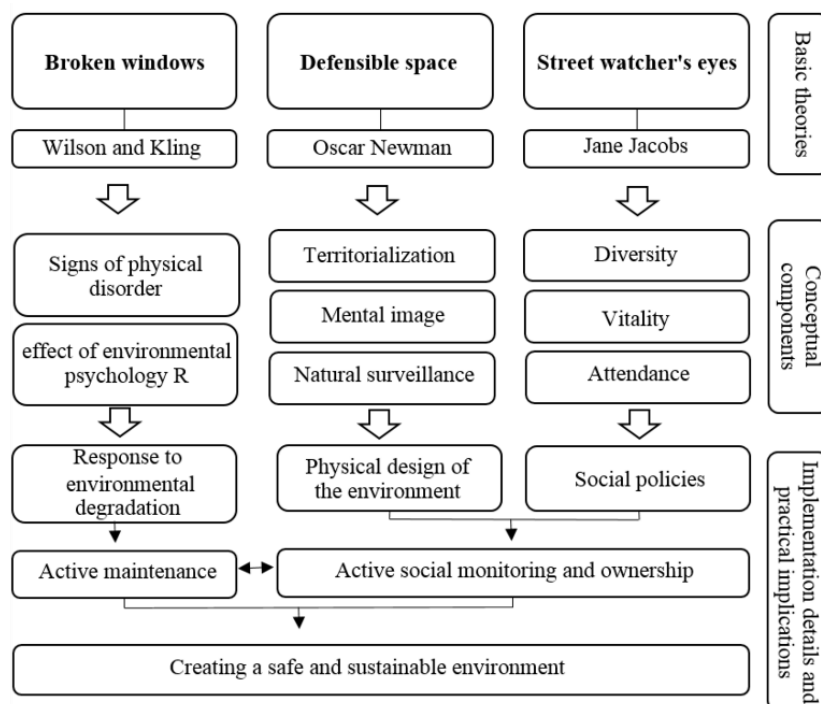 Broken windows
Defensible space
Street watcher's eyes
Basic theories
Wilson and Kling
Oscar Newman
Jane Jacobs
Signs of physical
disorder
effect of environmental
psychology R
Territorialization
Mental image
Natural surveillance
Diversity
Vitality
Attendance
Conceptual
components
Response to
environmental
degradation
Physical design of
the environment
Social policies
Implementation details and
practical implications
Active maintenance
Active social monitoring and ownership
Creating a safe and sustainable environment